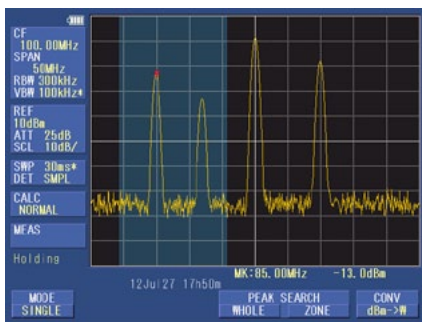 CF
100.00MHz
SPAN
50MHz
RBW 300kHz
VBW 100kHz*
REF
10dBm
ATT 25dB
SCL 10dB/
SWP 30ms*
DET SMPL
CALC
NORMAL
MEAS
Holding
MK:85.00MHz -13.0dBm
12Jul27 17h50m
MODE
SINGLE
PEAK SEARCH
WHOLE ZONE
CONV
dBm->W